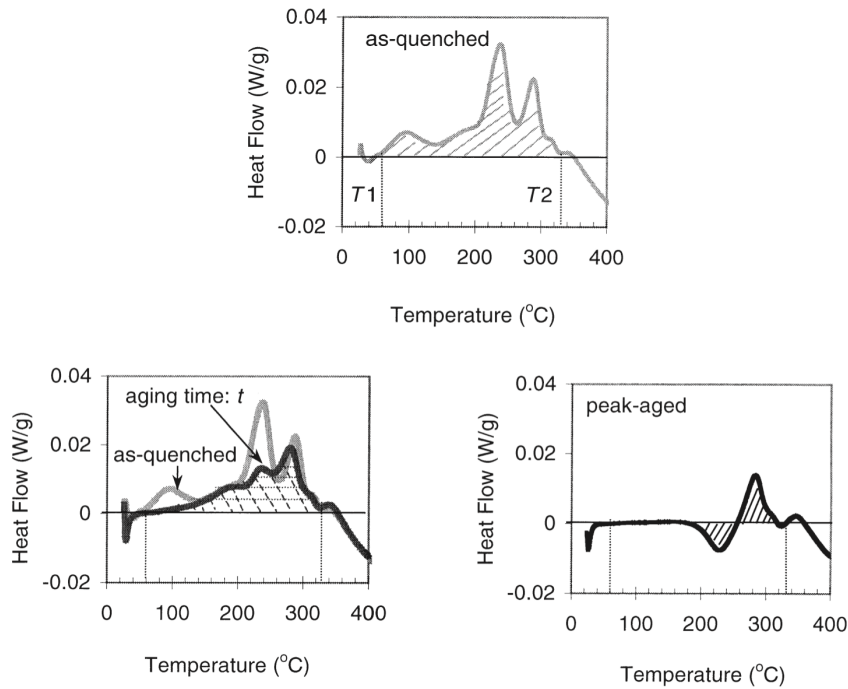 0.04
as-quenched
0.02
0
-0.02
T1
T2
0
100
200
300
400
Heat Flow (W/g)
Temperature (°C)
0.04
aging time: t
0.02
as-quenched
0
-0.02
0
100
200
300
400
Heat Flow (W/g)
Temperature (°C)
0.04
peak-aged
0.02
0
-0.02
0
100
200
300
400
Heat Flow (W/g)
Temperature (°C)